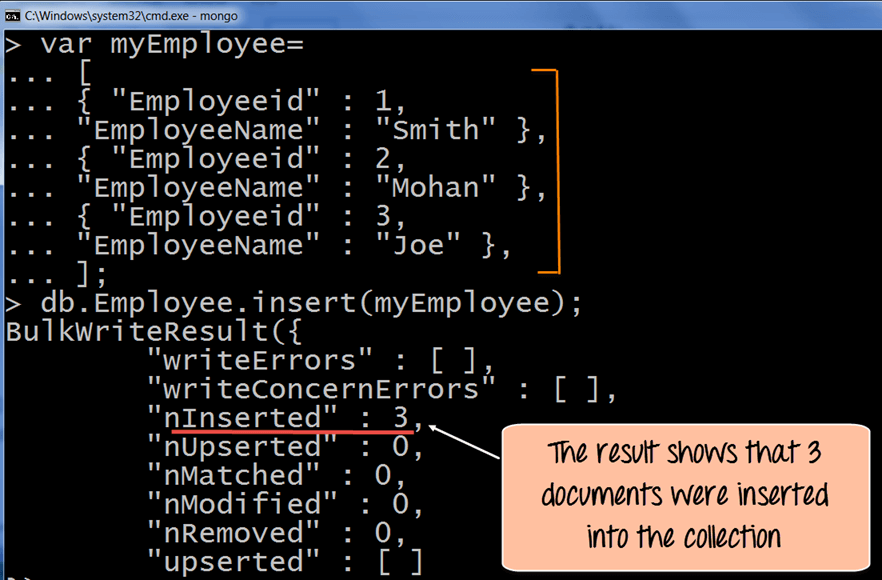 C:\Windows\system32\cmd.exe - mongo
> var myEmployee=
... [
... { "Employeeid" : 1,
... "EmployeeName" : "Smith" },
... { "Employeeid" : 2,
... "EmployeeName" : "Mohan" },
... { "Employeeid" : 3,
... "EmployeeName" : "Joe" },
... ];
> db.Employee.insert(myEmployee);
BulkWriteResult({
"writeErrors" : [ ],
"writeConcernErrors" : [ ],
"nInserted" : 3,
"nUpserted" : 0,
"nMatched" : 0,
"nModified" : 0,
"nRemoved" : 0,
"upserted" : [ ]
The result shows that 3
documents were inserted
into the collection